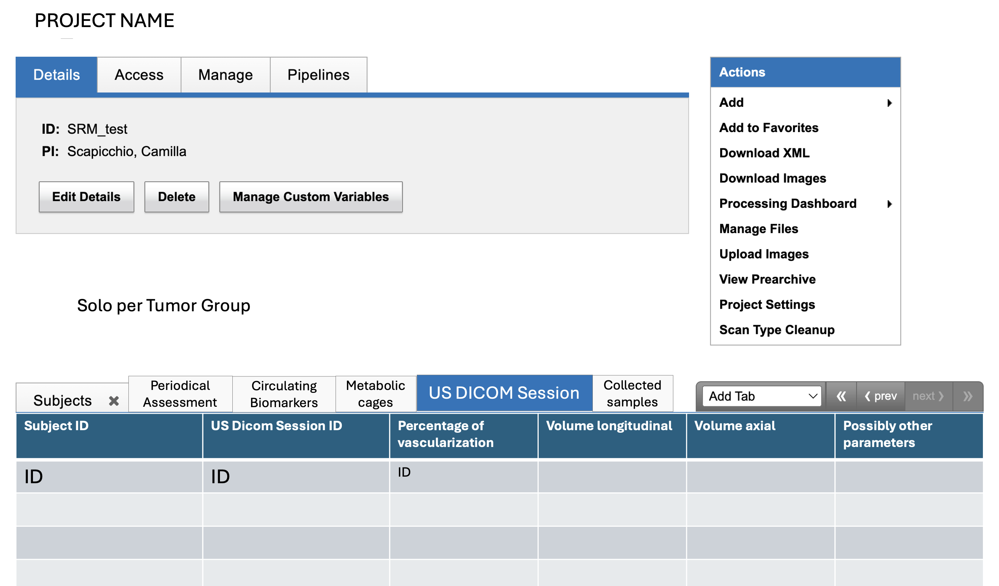 PROJECT NAME
Details Access Manage Pipelines
ID: SRM_test
PI: Scapicchio, Camilla
Edit Details Delete Manage Custom Variables
Actions
Add
Add to Favorites
Download XML
Download Images
Processing Dashboard
Manage Files
Upload Images
View Prearchive
Project Settings
Scan Type Cleanup
Solo per Tumor Group
Subjects
Periodical
Assessment
Circulating
Biomarkers
Metabolic
cages
US DICOM Session
Collected
samples
Add Tab
prev
next
Subject ID
US Dicom Session ID
Percentage of
vascularization
Volume longitudinal
Volume axial
Possibly other
parameters
ID
ID
ID